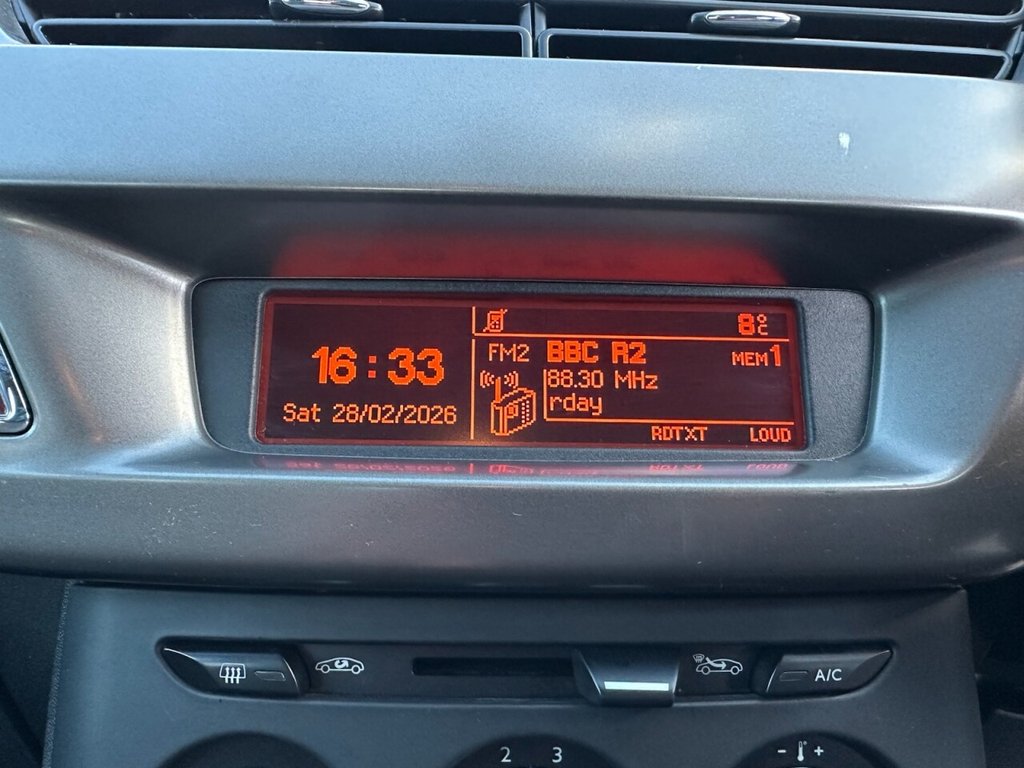 8°C
FM2 BBC R2 MEM1
16:33
88.30 MHz
rday
Sat 28/02/2026
RDTXT LOUD
A/C
2 3
- +